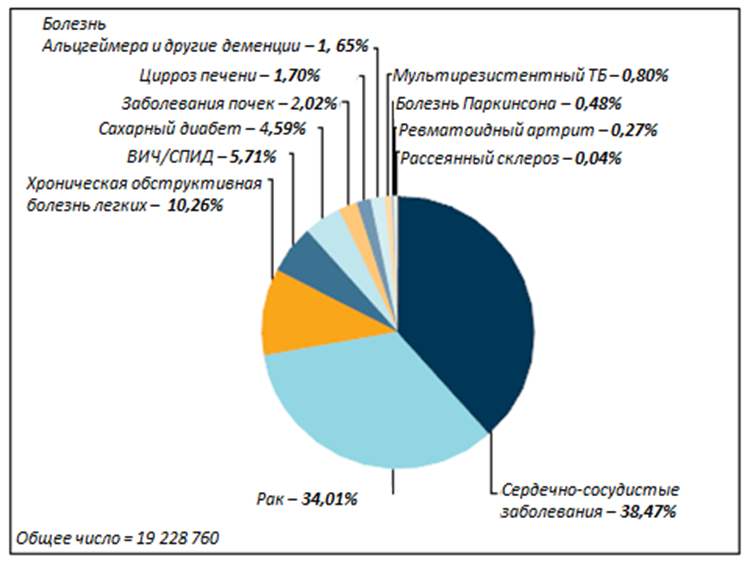 Болезнь
Альцгеймера и другие деменции – 1, 65%
Цирроз печени – 1,70%
Заболевания почек – 2,02%
Сахарный диабет – 4,59%
ВИЧ/СПИД – 5,71%
Хроническая обструктивная
болезнь легких – 10,26%
Мультирезистентный ТБ – 0,80%
Болезнь Паркинсона – 0,48%
Ревматоидный артрит – 0,27%
Рассеянный склероз – 0,04%
Рак – 34,01%
Сердечно-сосудистые
заболевания – 38,47%
Общее число = 19 228 760